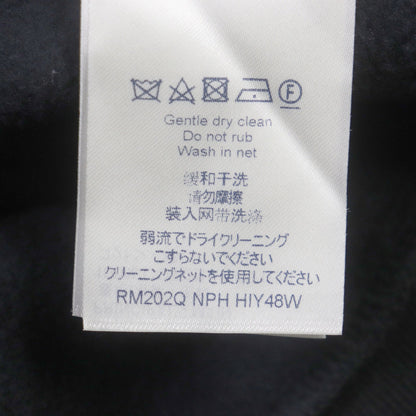 Gentle dry clean
Do not rub
Wash in net
缓和干洗
请勿摩擦
装入网带洗涤
弱流でドライクリーニング
こすらないでください
クリーニングネットを使用してください
RM202Q NPH HIY48W